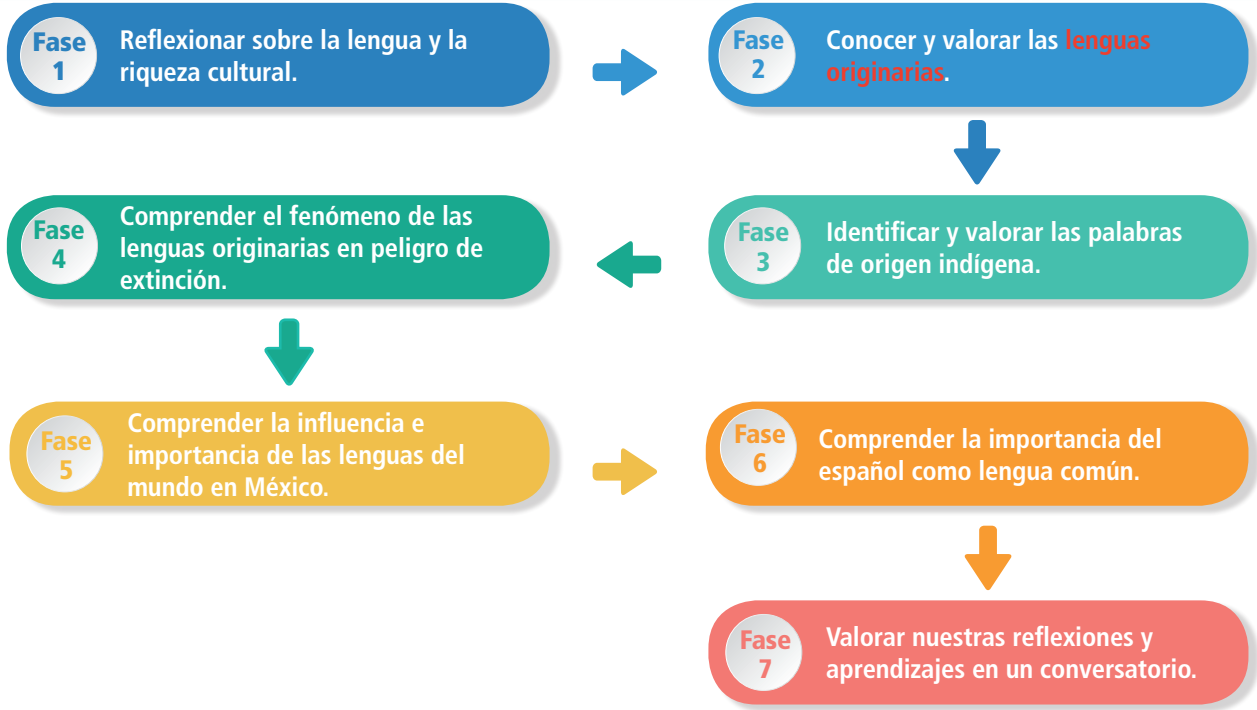 Fase
1
Reflexionar sobre la lengua y la
riqueza cultural.
Fase
2
Conocer y valorar las lenguas
originarias.
Fase
3
Identificar y valorar las palabras
de origen indígena.
Fase
4
Comprender el fenómeno de las
lenguas originarias en peligro de
extinción.
Fase
5
Comprender la influencia e
importancia de las lenguas del
mundo en México.
Fase
6
Comprender la importancia del
español como lengua común.
Fase
7
Valorar nuestras reflexiones y
aprendizajes en un conversatorio.